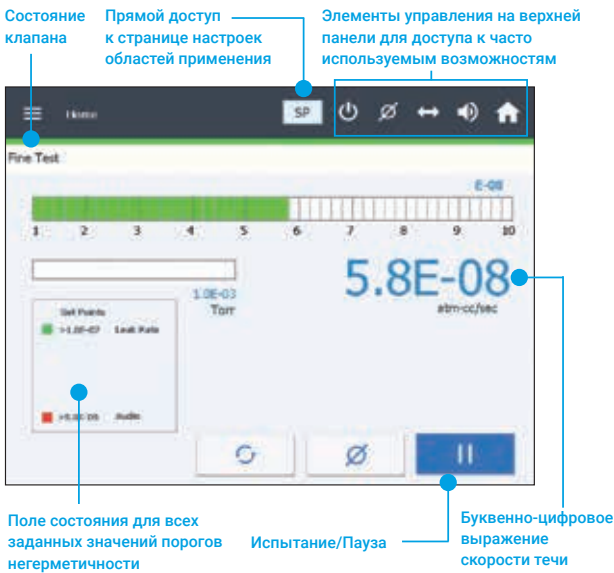 Состояние
клапана
Прямой доступ
к странице настроек
областей применения
Элементы управления на верхней
панели для доступа к часто
используемым возможностям
Home
SP
Fine Test
E-08
1 2 3 4 5 6 7 8 9 10
1.0E-03
Torr
5.8E-08
atm-cc/sec
Set Points
>1.0E-07 Leak Rate
Audio
Поле состояния для всех
заданных значений порогов
негерметичности
Испытание/Пауза
Буквенно-цифровое
выражение
скорости течи